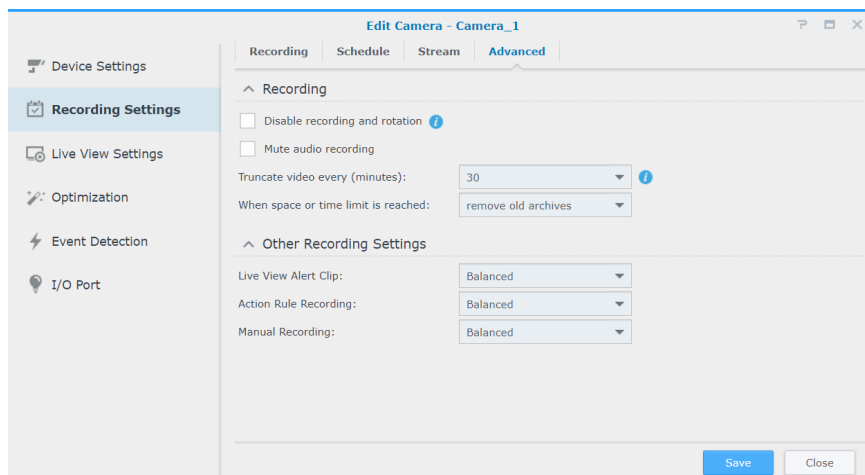 Edit Camera - Camera_1
Device Settings
Recording Settings
Live View Settings
Optimization
Event Detection
I/O Port
Recording Schedule Stream Advanced
Recording
Disable recording and rotation
Mute audio recording
Truncate video every (minutes): 30
When space or time limit is reached: remove old archives
Other Recording Settings
Live View Alert Clip: Balanced
Action Rule Recording: Balanced
Manual Recording: Balanced
Save Close